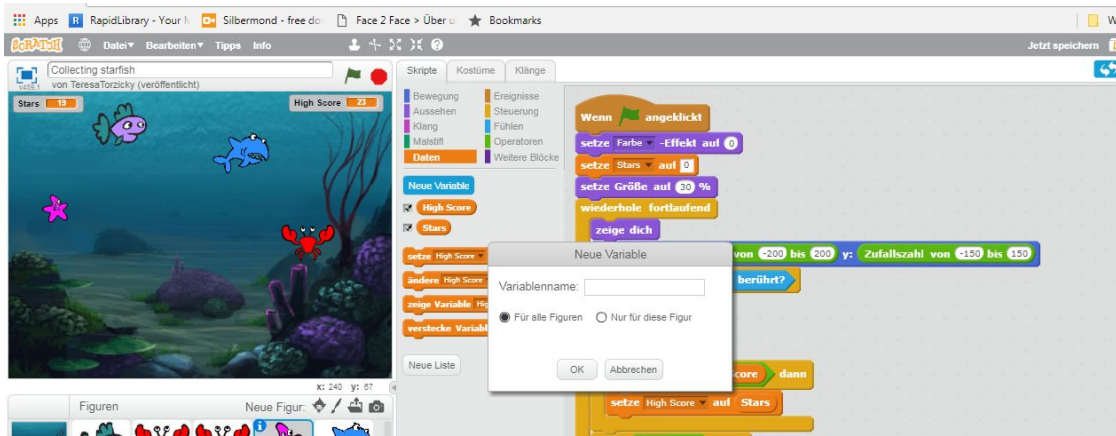 Apps RapidLibrary - Your Silbermond - free do Face 2 Face > Über u Bookmarks W
SCRATCH Datei Bearbeiten Tipps Info Jetzt speichern
v459.1 Collecting starfish
von TeresaTorzicky (veröffentlicht)
Stars 19 High Score 23
x: 240 y: 67
Figuren Neue Figur:
Skripte Kostüme Klänge
Bewegung Ereignisse
Aussehen Steuerung
Klang Fühlen
Malstift Operatoren
Daten Weitere Blöcke
Neue Variable
High Score
Stars
setze High Score
ändere High Score
zeige Variable Hig
verstecke Variabl
Neue Liste
Neue Variable
Variablenname:
Für alle Figuren Nur für diese Figur
OK Abbrechen
Wenn angeklickt
setze Farbe -Effekt auf 0
setze Stars auf 0
setze Größe auf 30 %
wiederhole fortlaufend
zeige dich
von -200 bis 200 y: Zufallszahl von -150 bis 150
berührt?
core dann
setze High Score auf Stars